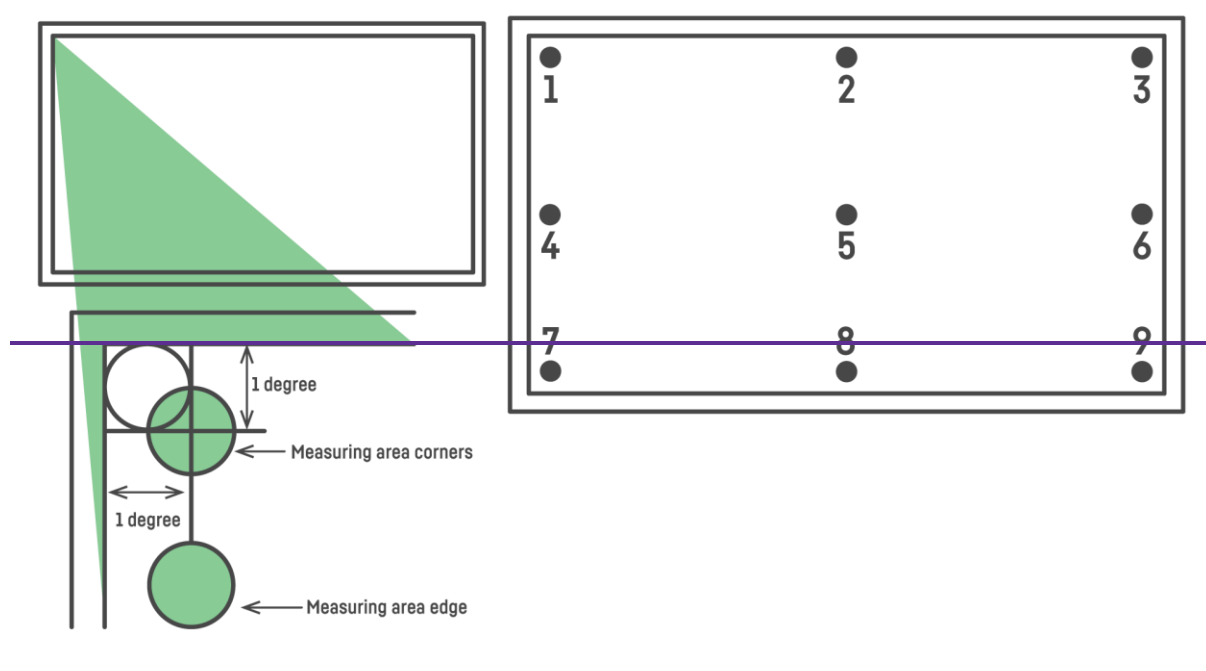 1 2 3
4 5 6
7 8 9
1 degree
Measuring area corners
1 degree
Measuring area edge